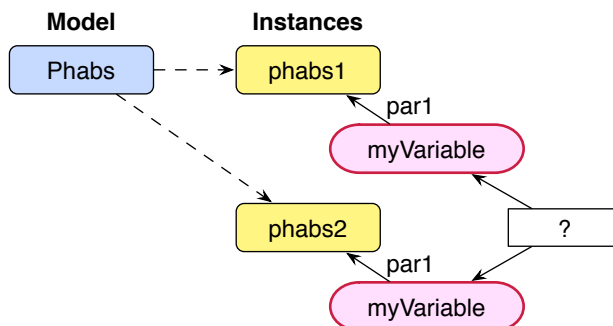 Model
Instances
Phabs
phabs1
par1
myVariable
phabs2
?
par1
myVariable